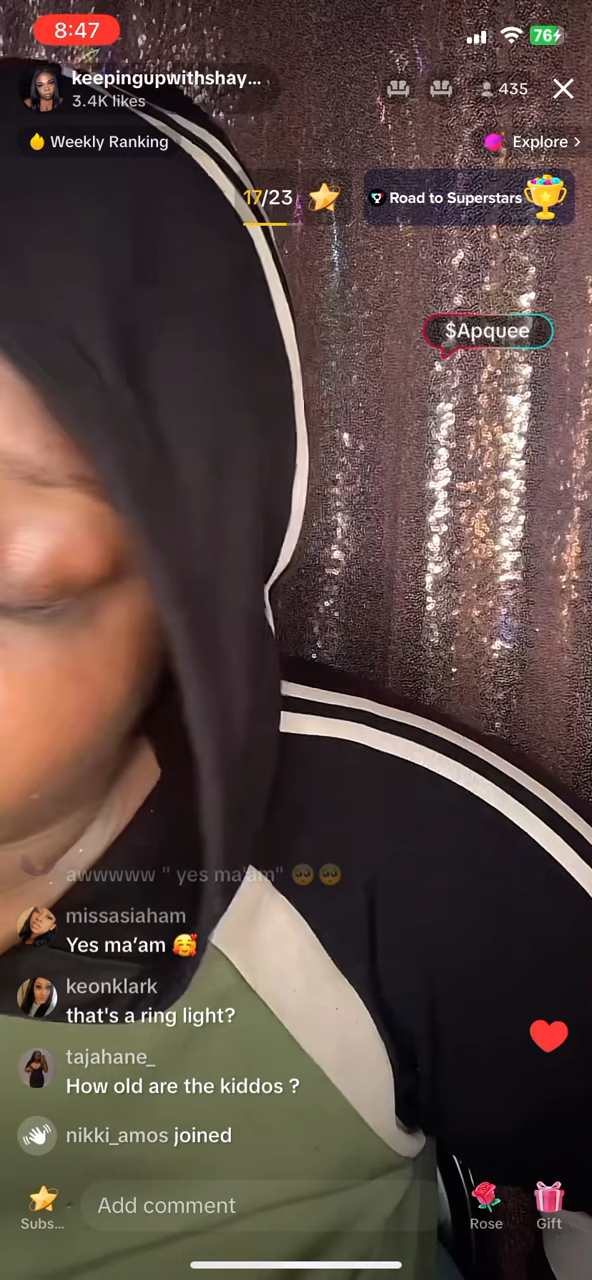 8:47
76
keepingupwithshay...
3.4K likes
435
Weekly Ranking
Explore >
17/23
Road to Superstars
$Apquee
awwwww " yes ma'am" 🥺🥺
missasiaham
Yes ma'am 🥰
keonklark
that's a ring light?
tajahane_
How old are the kiddos ?
nikki_amos joined
Add comment
Subs...
Rose
Gift